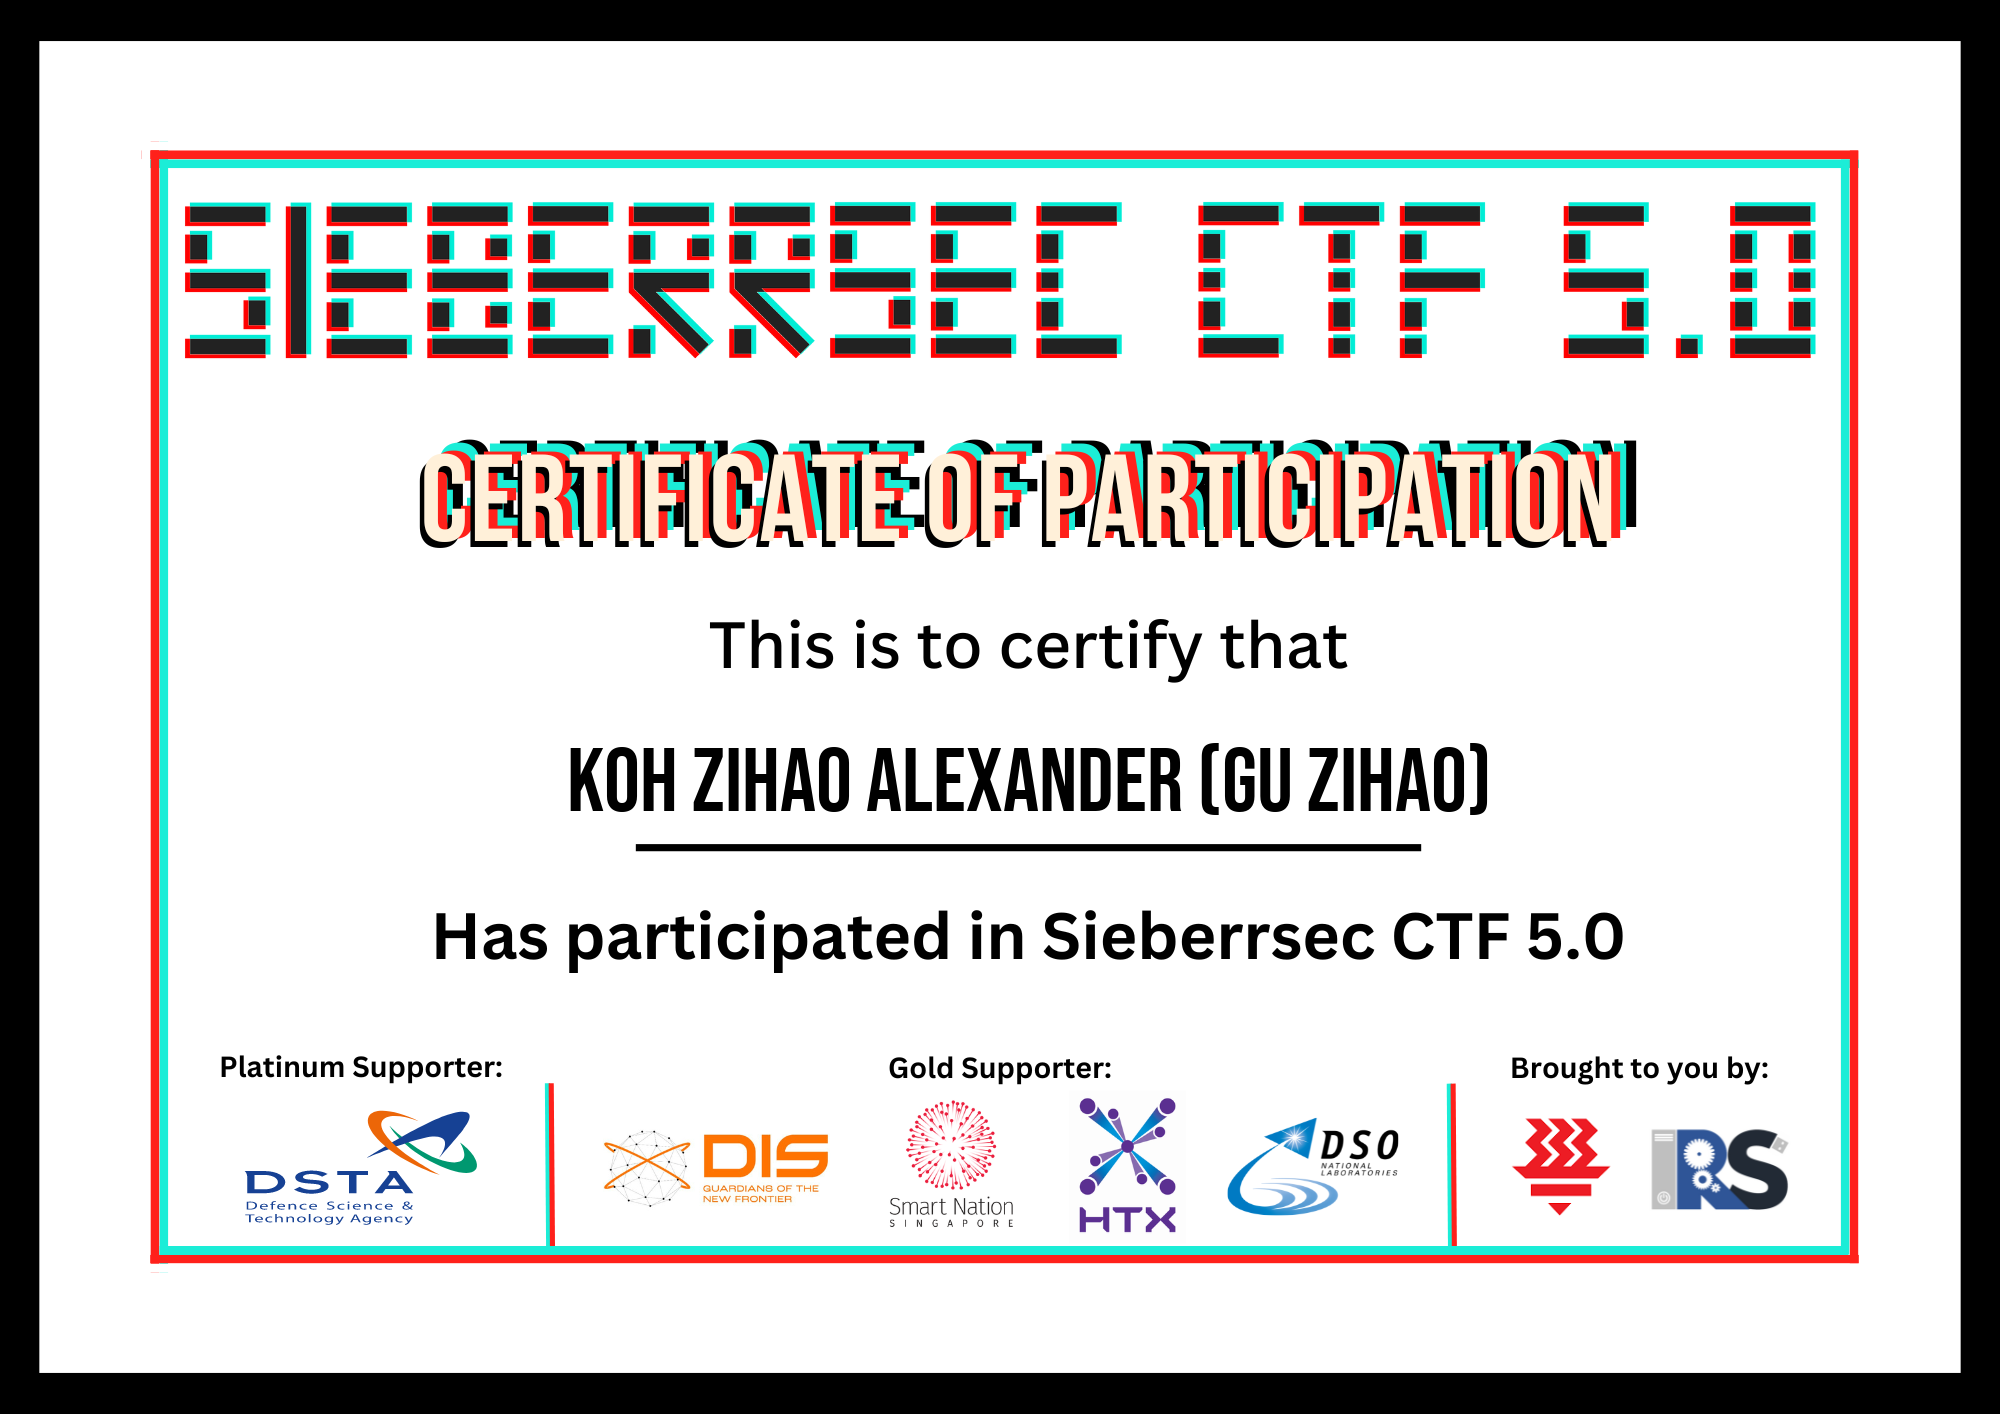 SIEBERRSEC CTF 5.0
CERTIFICATE OF PARTICIPATION
This is to certify that
KOH ZIHAO ALEXANDER (GU ZIHAO)
Has participated in Sieberrsec CTF 5.0
Platinum Supporter:
DSTA
Defence Science &
Technology Agency
Gold Supporter:
DIS
GUARDIANS OF THE
NEW FRONTIER
Smart Nation
SINGAPORE
HTX
DSO
NATIONAL
LABORATORIES
Brought to you by:
RS